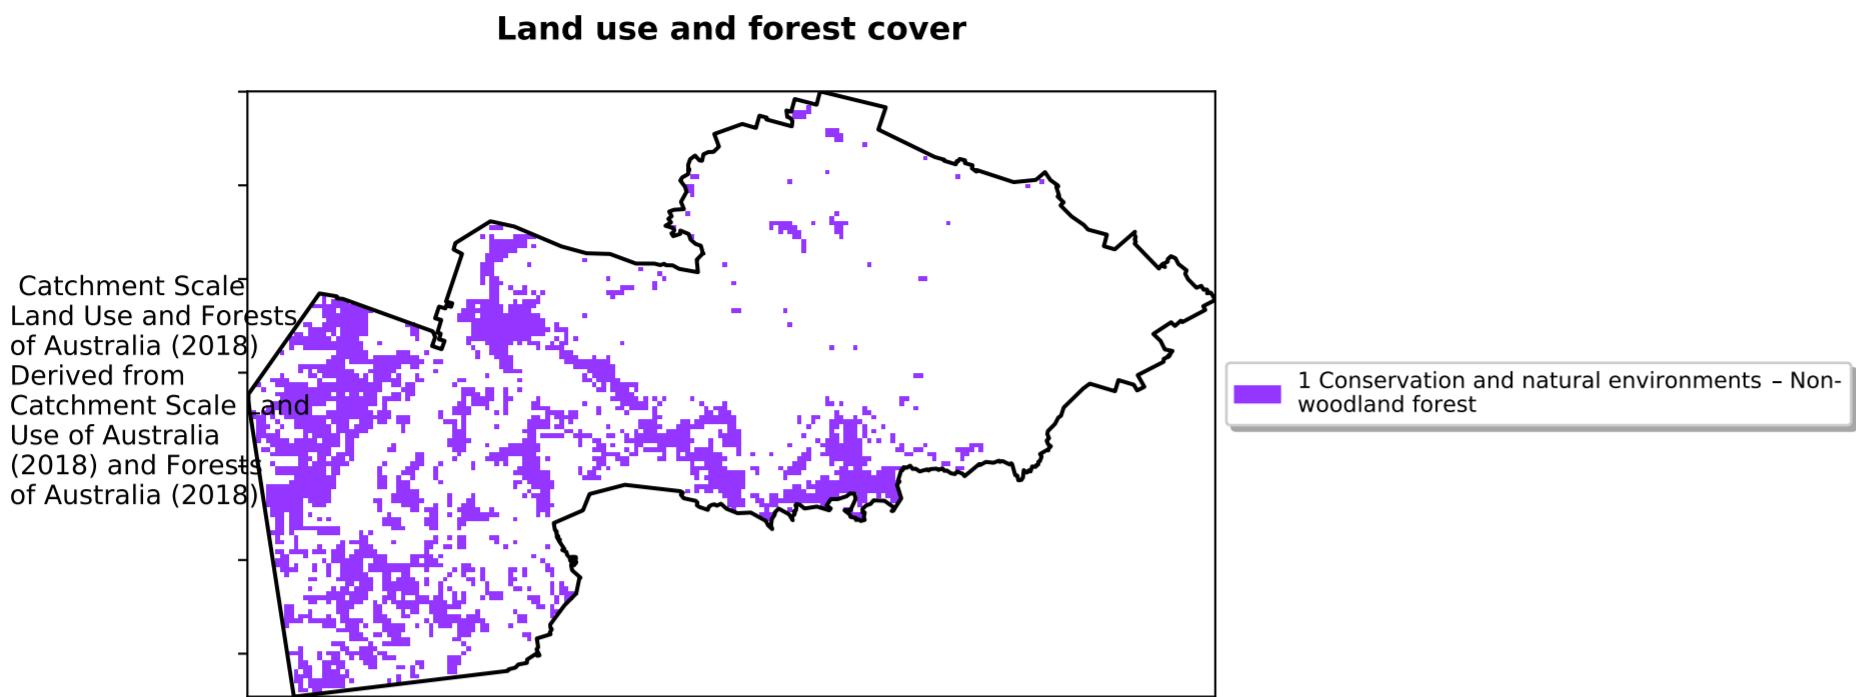 Land use and forest cover
Catchment Scale
Land Use and Forests
of Australia (2018)
Derived from
Catchment Scale Land
Use of Australia
(2018) and Forests
of Australia (2018)
1 Conservation and natural environments – Non-
woodland forest